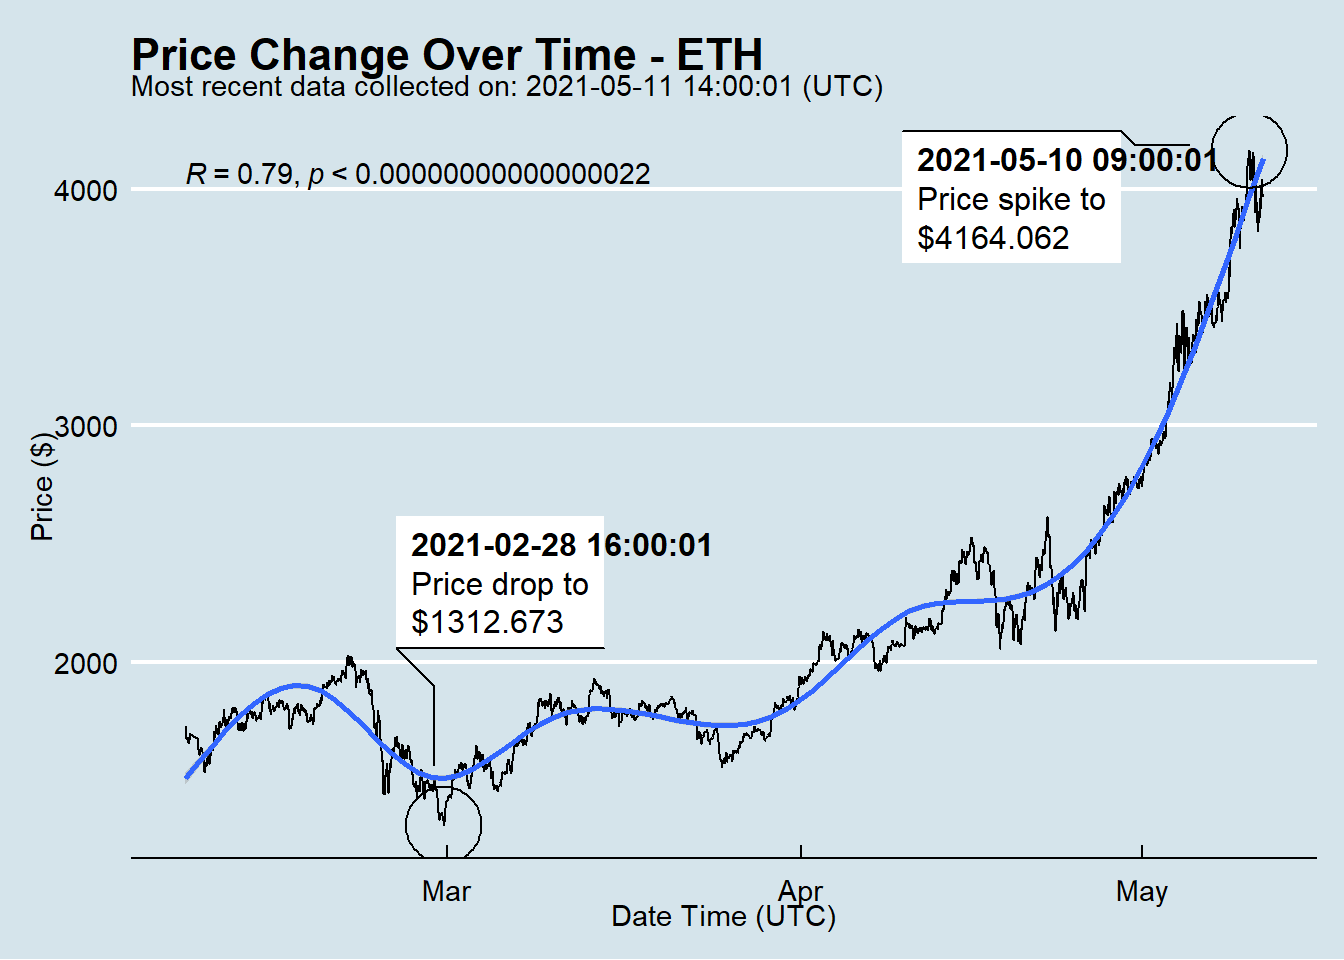 Price Change Over Time - ETH
Most recent data collected on: 2021-05-11 14:00:01 (UTC)
R = 0.79, p < 0.00000000000000022
2021-05-10 09:00:01
Price spike to
$4164.062
4000
3000
2000
Price ($)
2021-02-28 16:00:01
Price drop to
$1312.673
Mar
Apr
May
Date Time (UTC)